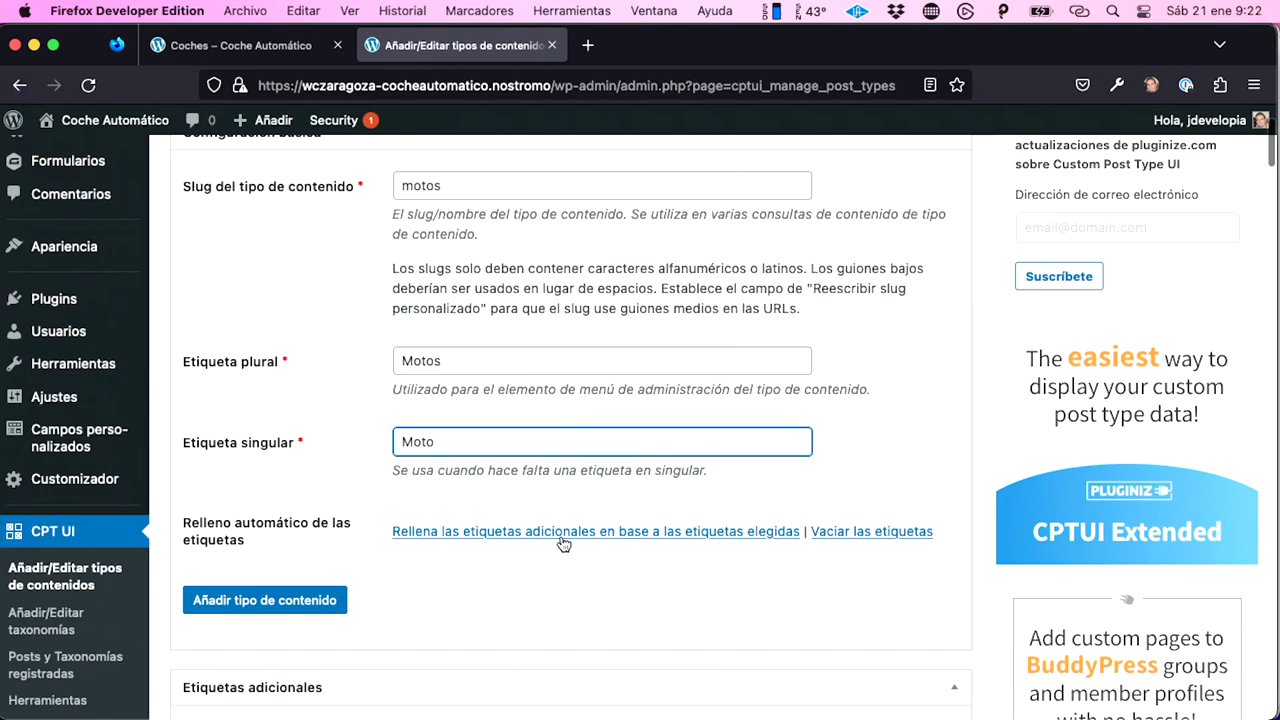 Firefox Developer Edition Archivo Editar Ver Historial Marcadores Herramientas Ventana Ayuda 43° Sáb 21 ene 9:22
Coches – Coche Automático
Añadir/Editar tipos de contenido
https://wczaragoza-cocheautomatico.nostromo/wp-admin/admin.php?page=cptui_manage_post_types
Coche Automático 0 Añadir Security 1 Hola, jdevelopia
Formularios
Comentarios
Apariencia
Plugins
Usuarios
Herramientas
Ajustes
Campos perso-
nalizados
Customizador
CPT UI
Añadir/Editar tipos
de contenidos
Añadir/Editar
taxonomías
Posts y Taxonomías
registradas
Herramientas
Configuración básica
Slug del tipo de contenido *
motos
El slug/nombre del tipo de contenido. Se utiliza en varias consultas de contenido de tipo
de contenido.
Los slugs solo deben contener caracteres alfanuméricos o latinos. Los guiones bajos
deberían ser usados en lugar de espacios. Establece el campo de "Reescribir slug
personalizado" para que el slug use guiones medios en las URLs.
Etiqueta plural *
Motos
Utilizado para el elemento de menú de administración del tipo de contenido.
Etiqueta singular *
Moto
Se usa cuando hace falta una etiqueta en singular.
Relleno automático de las
etiquetas
Rellena las etiquetas adicionales en base a las etiquetas elegidas | Vaciar las etiquetas
Añadir tipo de contenido
Etiquetas adicionales
actualizaciones de pluginize.com
sobre Custom Post Type UI
Dirección de correo electrónico
email@domain.com
Suscríbete
The easiest way to
display your custom
post type data!
PLUGINIZ
CPTUI Extended
Add custom pages to
BuddyPress groups
and member profiles
with no hassle!